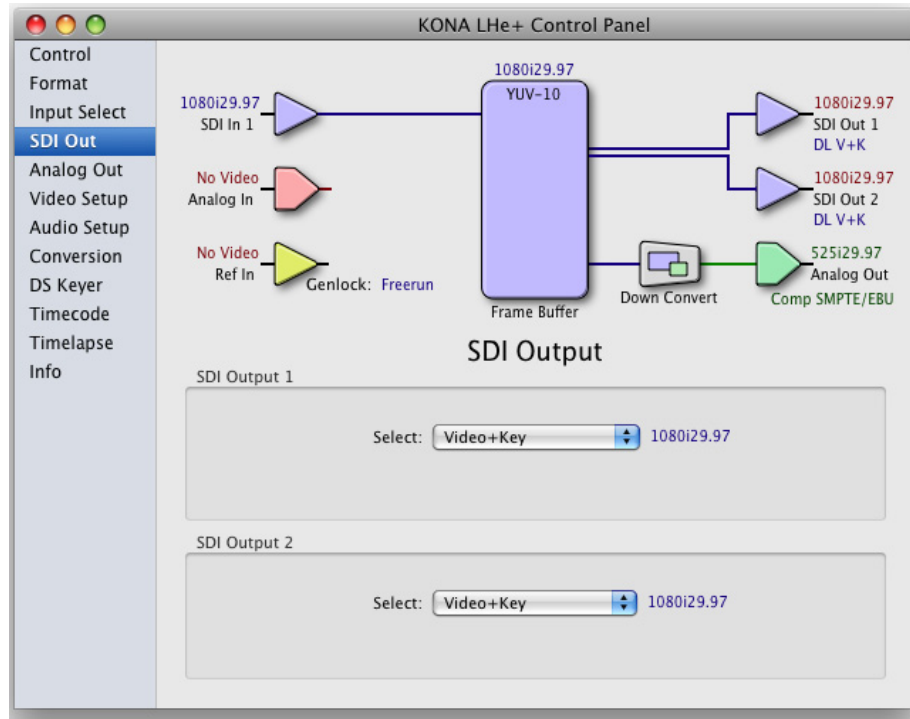 KONA LHe+ Control Panel
Control
Format
Input Select
SDI Out
Analog Out
Video Setup
Audio Setup
Conversion
DS Keyer
Timecode
Timelapse
Info
1080i29.97
YUV-10
1080i29.97
SDI In 1
1080i29.97
SDI Out 1
DL V+K
No Video
Analog In
1080i29.97
SDI Out 2
DL V+K
No Video
Ref In
Genlock: Freerun
Frame Buffer
Down Convert
525i29.97
Analog Out
Comp SMPTE/EBU
SDI Output
SDI Output 1
Select: Video+Key 1080i29.97
SDI Output 2
Select: Video+Key 1080i29.97